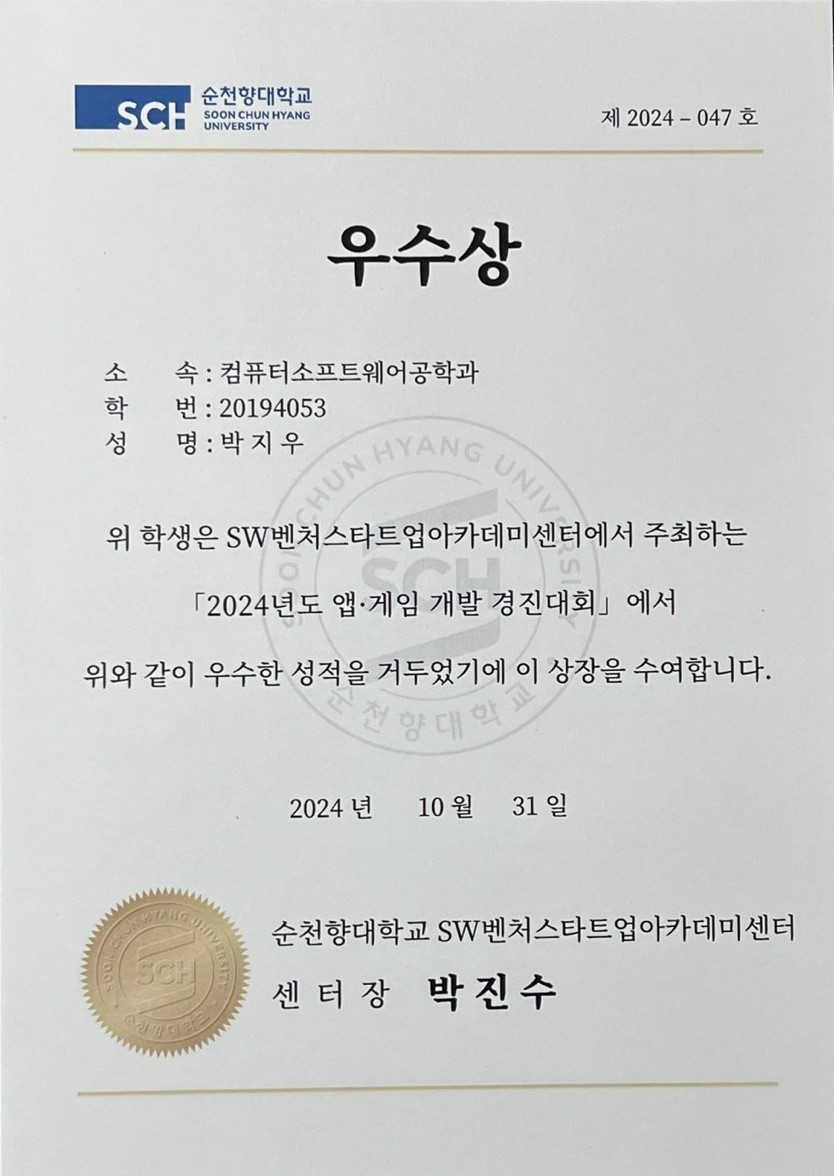 SCH 순천향대학교
SOON CHUN HYANG
UNIVERSITY
제 2024 – 047 호
우수상
소 속 : 컴퓨터소프트웨어공학과
학 번 : 20194053
성 명 : 박 지 우
위 학생은 SW벤처스타트업아카데미센터에서 주최하는
「2024년도 앱·게임 개발 경진대회」에서
위와 같이 우수한 성적을 거두었기에 이 상장을 수여합니다.
SOON CHUN HYANG UNIVERSITY
SCH
순천향대학교
2024 년 10 월 31 일
순천향대학교 SW벤처스타트업아카데미센터
센 터 장 박 진 수
SOON CHUN HYANG UNIVERSITY
SCH
순천향대학교